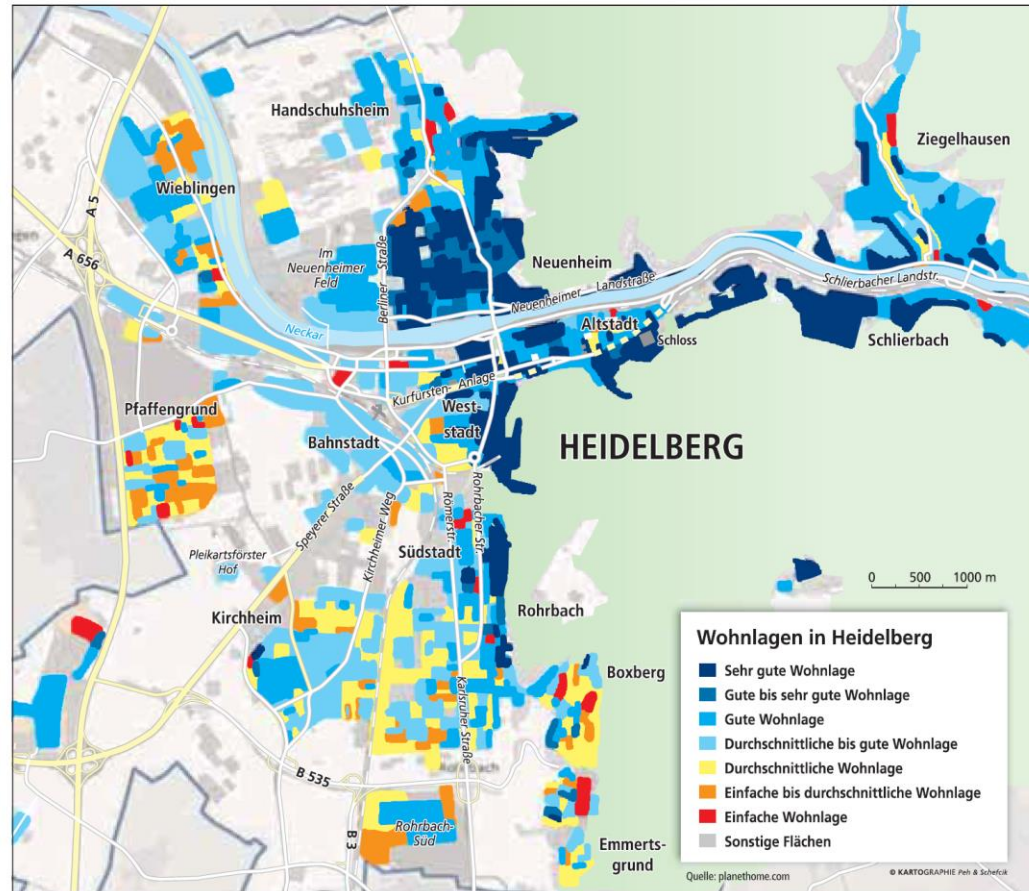 Handschuhsheim
Ziegelhausen
Wieblingen
A 5
A 656
Im
Neuenheimer
Feld
Berliner Straße
Neuenheim
Neuenheimer Landstraße
Schlierbacher Landstr.
Neckar
Altstadt
Schloss
Schlierbach
Kurfürsten-Anlage
Pfaffengrund
West-
stadt
Bahnstadt
HEIDELBERG
Speyerer Straße
Kirchheimer Weg
Römerstr.
Rohrbacher Str.
Pleikartsförster
Hof
Südstadt
0 500 1000 m
Kirchheim
Rohrbach
Boxberg
Karlsruher Straße
B 535
B 3
Rohrbach-
Süd
Emmerts-
grund
Wohnlagen in Heidelberg
Sehr gute Wohnlage
Gute bis sehr gute Wohnlage
Gute Wohnlage
Durchschnittliche bis gute Wohnlage
Durchschnittliche Wohnlage
Einfache bis durchschnittliche Wohnlage
Einfache Wohnlage
Sonstige Flächen
Quelle: planethome.com
© KARTOGRAPHIE Peh & Schefcik